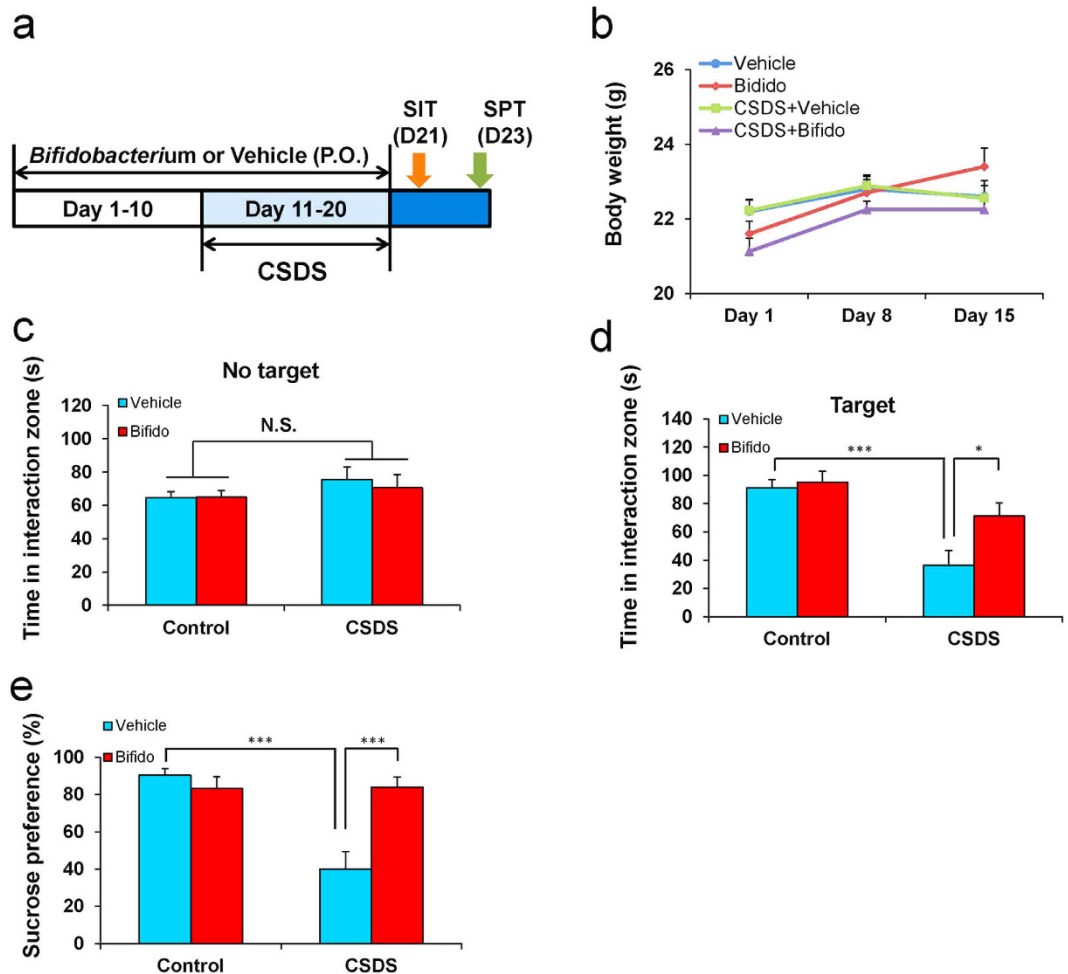 a
SIT
(D21)
SPT
(D23)
Bifidobacterium or Vehicle (P.O.)
Day 1-10
Day 11-20
CSDS
b
Body weight (g)
26
24
22
20
Vehicle
Bidido
CSDS+Vehicle
CSDS+Bifido
Day 1
Day 8
Day 15
c
No target
Time in interaction zone (s)
120
100
80
60
40
20
0
Vehicle
Bifido
N.S.
Control
CSDS
d
Target
Time in interaction zone (s)
140
120
100
80
60
40
20
0
Vehicle
Bifido
***
*
Control
CSDS
e
Sucrose preference (%)
100
80
60
40
20
0
Vehicle
Bifido
***
***
Control
CSDS